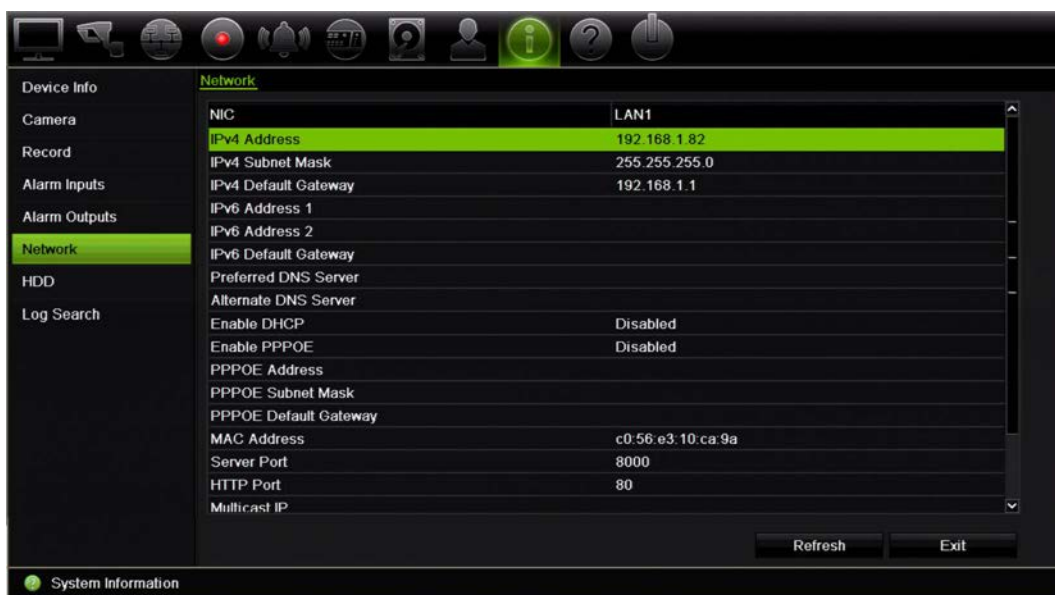 Device Info
Camera
Record
Alarm Inputs
Alarm Outputs
Network
HDD
Log Search
Network
NIC LAN1
IPv4 Address 192.168.1.82
IPv4 Subnet Mask 255.255.255.0
IPv4 Default Gateway 192.168.1.1
IPv6 Address 1
IPv6 Address 2
IPv6 Default Gateway
Preferred DNS Server
Alternate DNS Server
Enable DHCP Disabled
Enable PPPOE Disabled
PPPOE Address
PPPOE Subnet Mask
PPPOE Default Gateway
MAC Address c0:56:e3:10:ca:9a
Server Port 8000
HTTP Port 80
Multicast IP
Refresh Exit
System Information